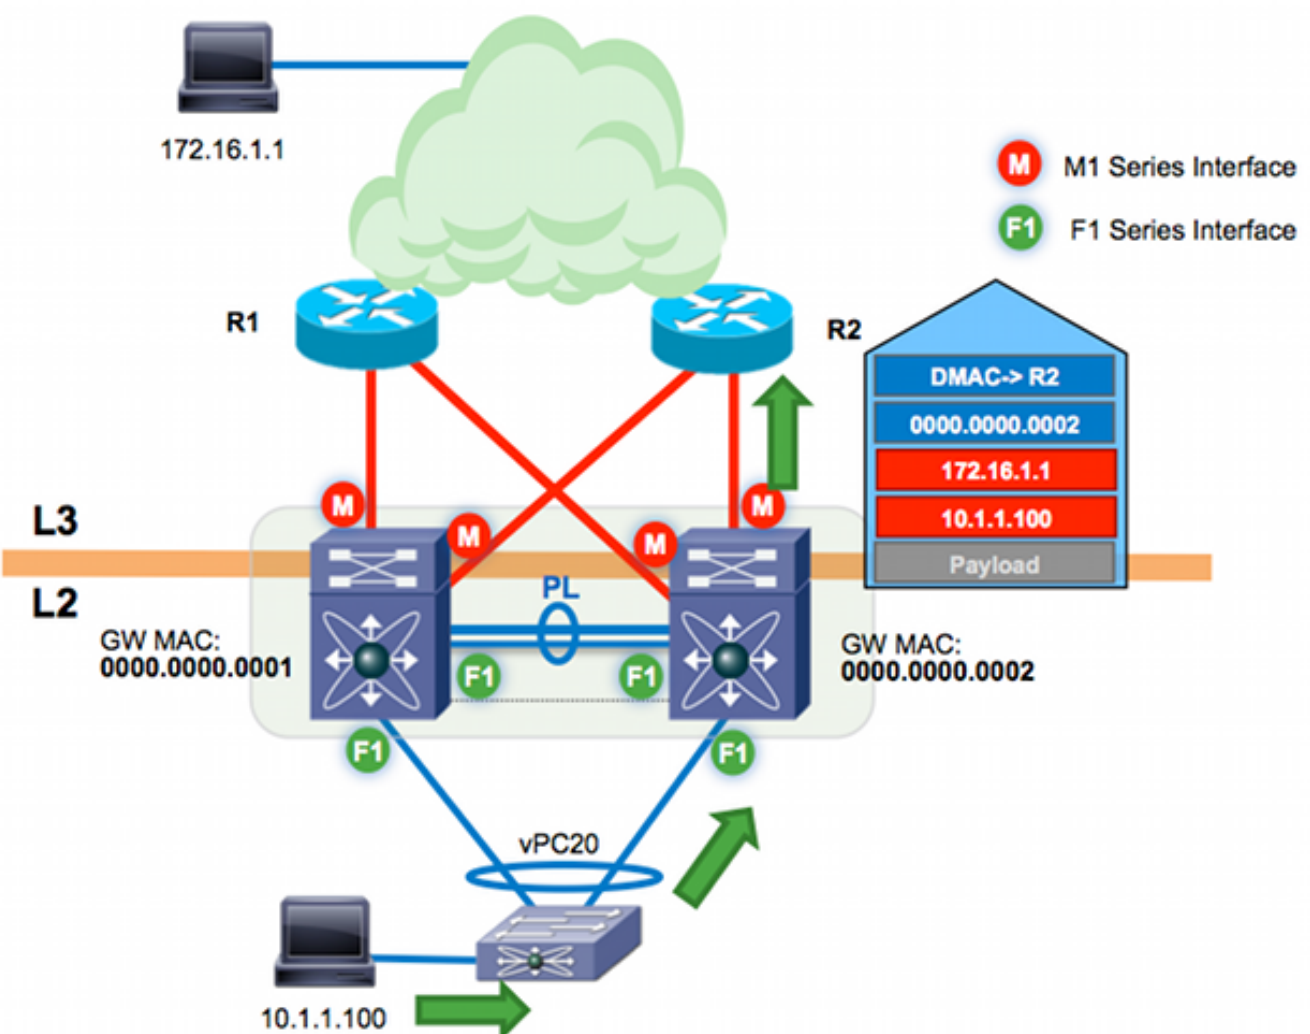 172.16.1.1
M
M1 Series Interface
F1
F1 Series Interface
R1
R2
DMAC-> R2
0000.0000.0002
172.16.1.1
10.1.1.100
Payload
M
M
M
M
L3
L2
PL
GW MAC:
0000.0000.0001
GW MAC:
0000.0000.0002
F1
F1
F1
F1
vPC20
10.1.1.100